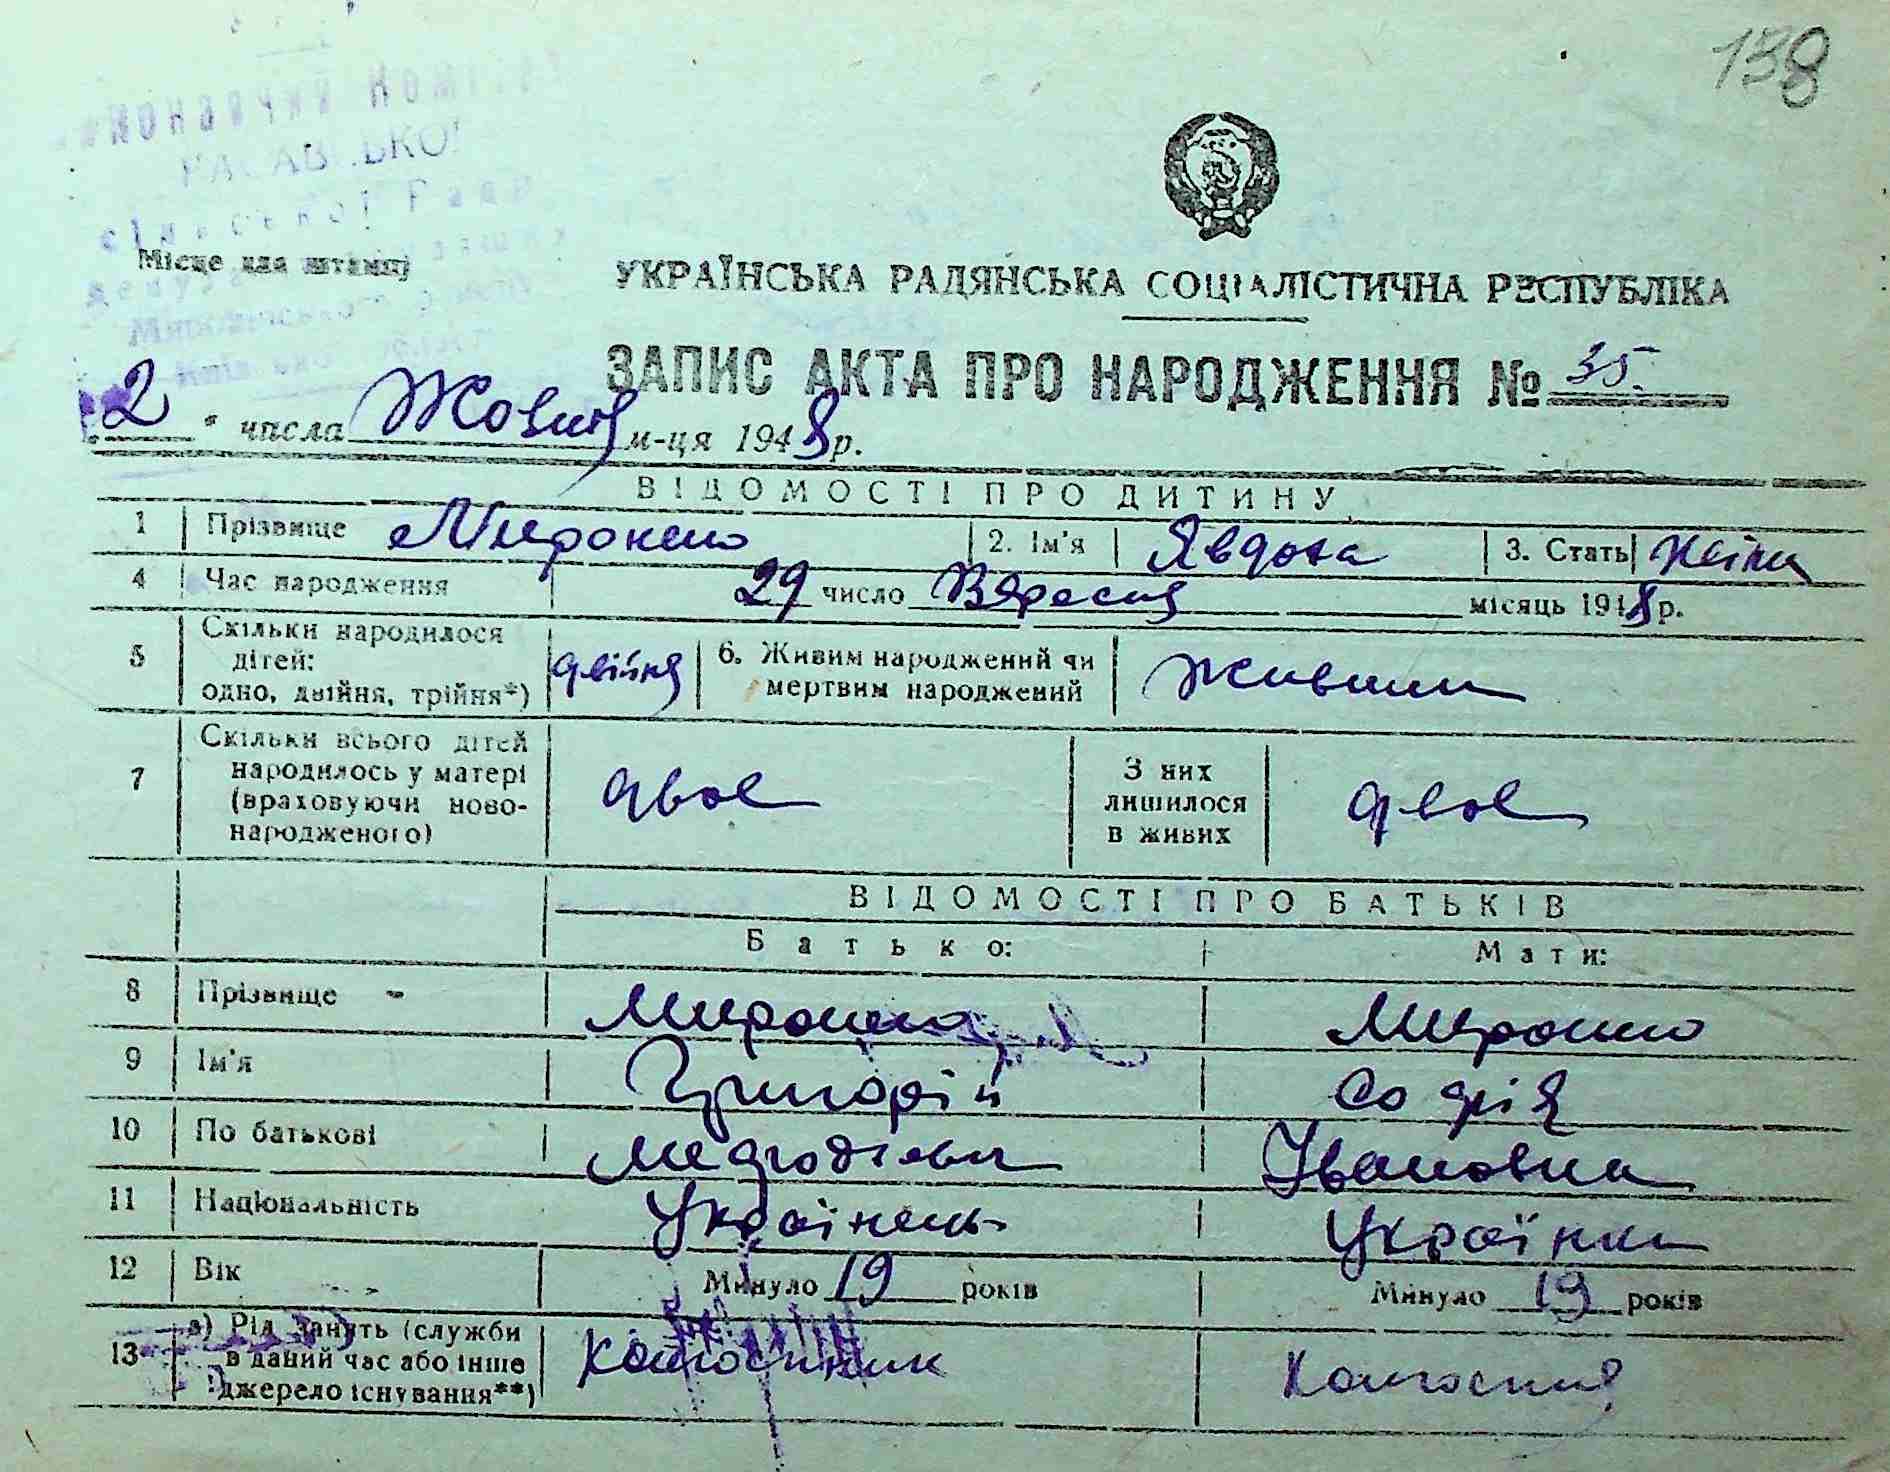 138
сільської Ради
Місце для штампу
УКРАЇНСЬКА РАДЯНСЬКА СОЦІАЛІСТИЧНА РЕСПУБЛІКА
ЗАПИС АКТА ПРО НАРОДЖЕННЯ № 35.
„2" числа Жовтня м-ця 1948 р.
ВІДОМОСТІ ПРО ДИТИНУ
1 Прізвище Мироненко 2. Ім'я Явдоха 3. Стать жіноч
4 Час народження 29 число Вересня місяць 1948 р.
5 Скільки народилося дітей: одно, двійня, трійня*) двійня 6. Живим народжений чи мертвим народжений живими
7 Скільки всього дітей народилось у матері (враховуючи новонародженого) двоє З них лишилося в живих двоє
ВІДОМОСТІ ПРО БАТЬКІВ
Батько: Мати:
8 Прізвище
9 Ім'я Григорій Софія
10 По батькові Мефодієвич Івановна
11 Національність Українець Українка
12 Вік Минуло 19 років Минуло 19 років
13 а) Рід занять (служби в даний час або інше джерело існування**) Колгоспник Колгоспниця